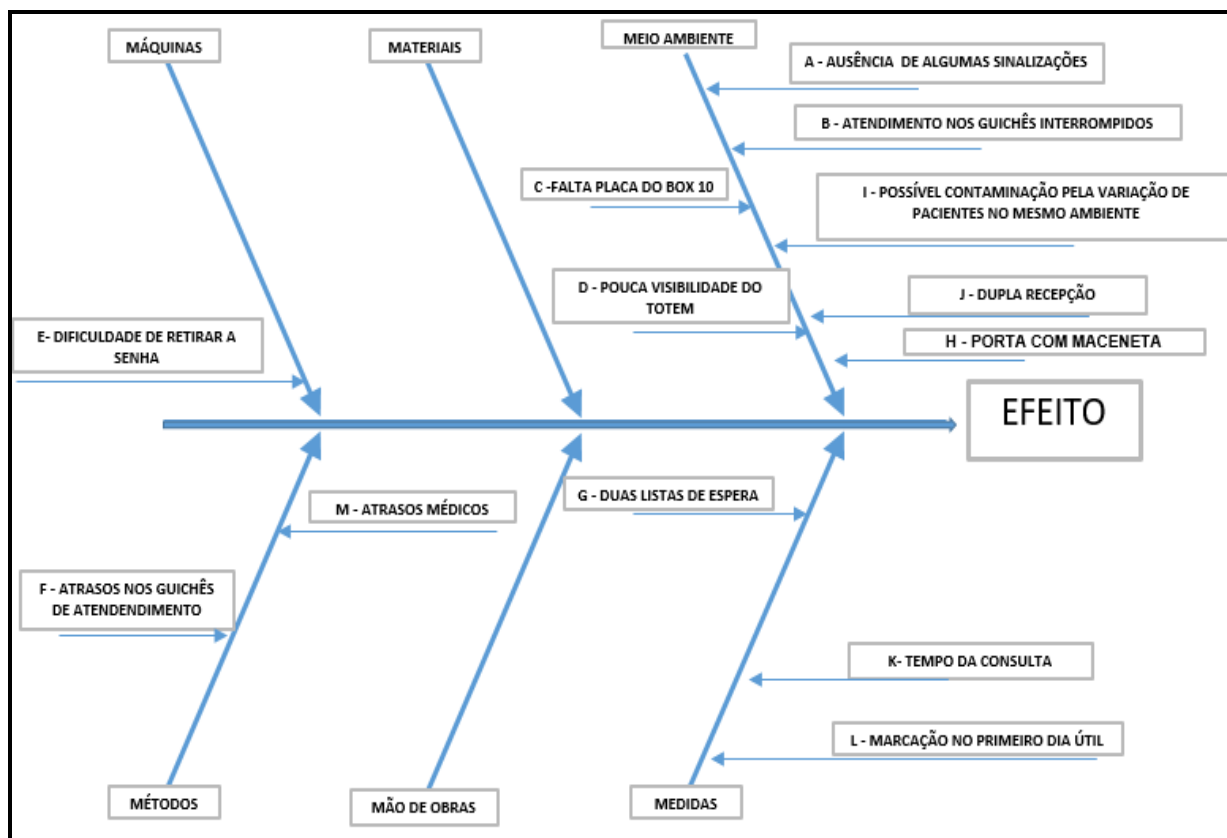 MÁQUINAS
MATERIAIS
MEIO AMBIENTE
A - AUSÊNCIA DE ALGUMAS SINALIZAÇÕES
B - ATENDIMENTO NOS GUICHÊS INTERROMPIDOS
C -FALTA PLACA DO BOX 10
I - POSSÍVEL CONTAMINAÇÃO PELA VARIAÇÃO DE
PACIENTES NO MESMO AMBIENTE
D - POUCA VISIBILIDADE DO
TOTEM
J - DUPLA RECEPÇÃO
E- DIFICULDADE DE RETIRAR A
SENHA
H - PORTA COM MACENETA
EFEITO
G - DUAS LISTAS DE ESPERA
M - ATRASOS MÉDICOS
F - ATRASOS NOS GUICHÊS
DE ATENDENDIMENTO
K- TEMPO DA CONSULTA
L - MARCAÇÃO NO PRIMEIRO DIA ÚTIL
MÉTODOS
MÃO DE OBRAS
MEDIDAS